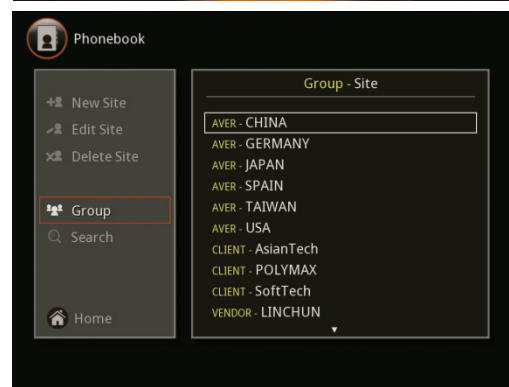 Phonebook
New Site
Edit Site
Delete Site
Group
Search
Home
Group - Site
AVER - CHINA
AVER - GERMANY
AVER - JAPAN
AVER - SPAIN
AVER - TAIWAN
AVER - USA
CLIENT - AsianTech
CLIENT - POLYMAX
CLIENT - SoftTech
VENDOR - LINCHUN